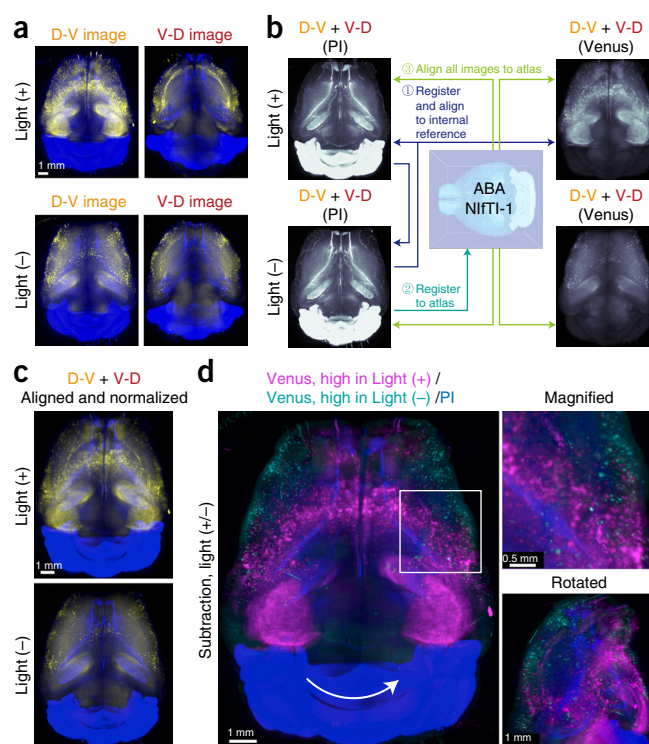 a
D-V image
V-D image
Light (+)
1 mm
D-V image
V-D image
Light (–)
b
D-V + V-D
(PI)
D-V + V-D
(Venus)
Light (+)
③ Align all images to atlas
① Register
and align
to internal
reference
D-V + V-D
(PI)
ABA
NIfTI-1
D-V + V-D
(Venus)
Light (–)
② Register
to atlas
c
D-V + V-D
Aligned and normalized
Light (+)
1 mm
Light (–)
1 mm
d
Venus, high in Light (+) /
Venus, high in Light (–) /PI
Subtraction, light (+/–)
1 mm
Magnified
0.5 mm
Rotated
1 mm